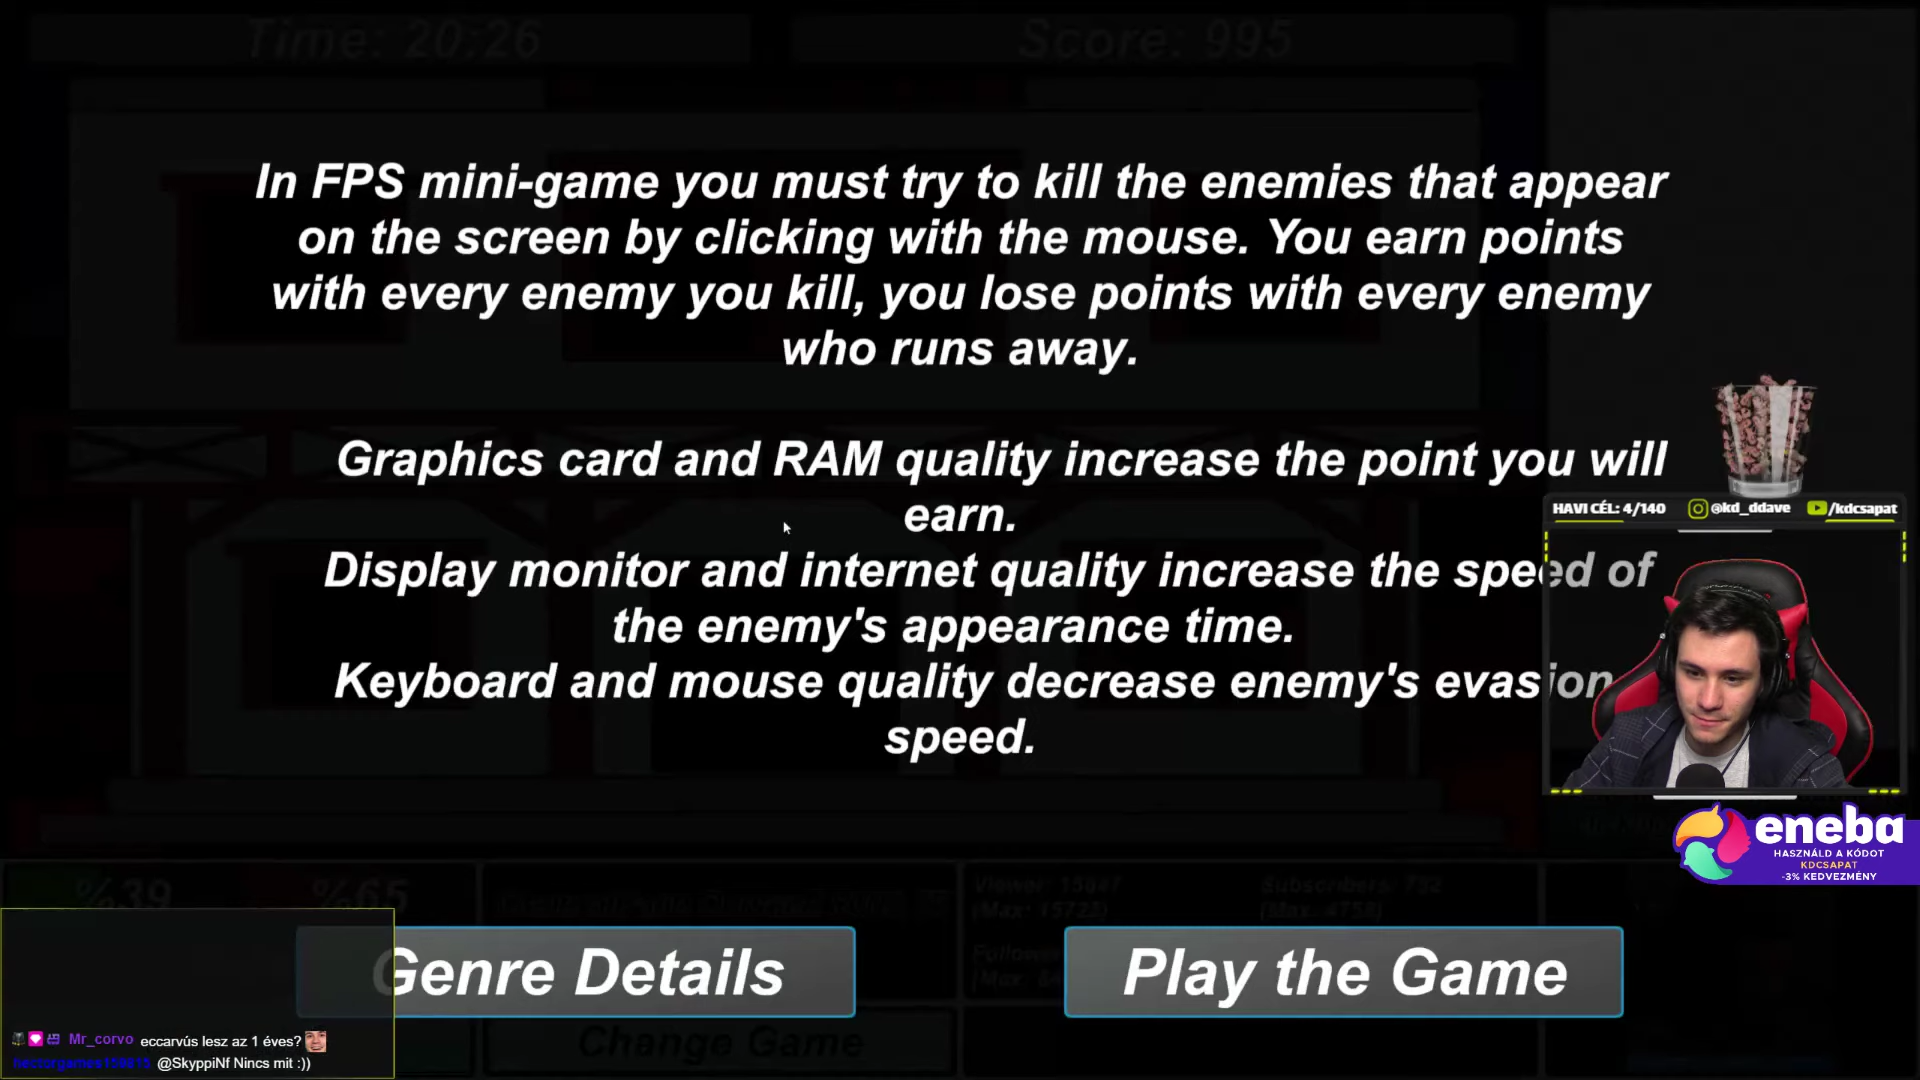 Time: 20:26
Score: 995
In FPS mini-game you must try to kill the enemies that appear
on the screen by clicking with the mouse. You earn points
with every enemy you kill, you lose points with every enemy
who runs away.
Graphics card and RAM quality increase the point you will
earn.
Display monitor and internet quality increase the speed of
the enemy's appearance time.
Keyboard and mouse quality decrease enemy's evasion
speed.
HAVI CÉL: 4/140
@kd_ddave
/kdcsapat
eneba
HASZNÁLD A KÓDOT
KDCSAPAT
-3% KEDVEZMÉNY
%39
%65
Genre Details
Play the Game
Change Game
Mr_corvo eccarvús lesz az 1 éves?
@SkyppiNf Nincs mit :))